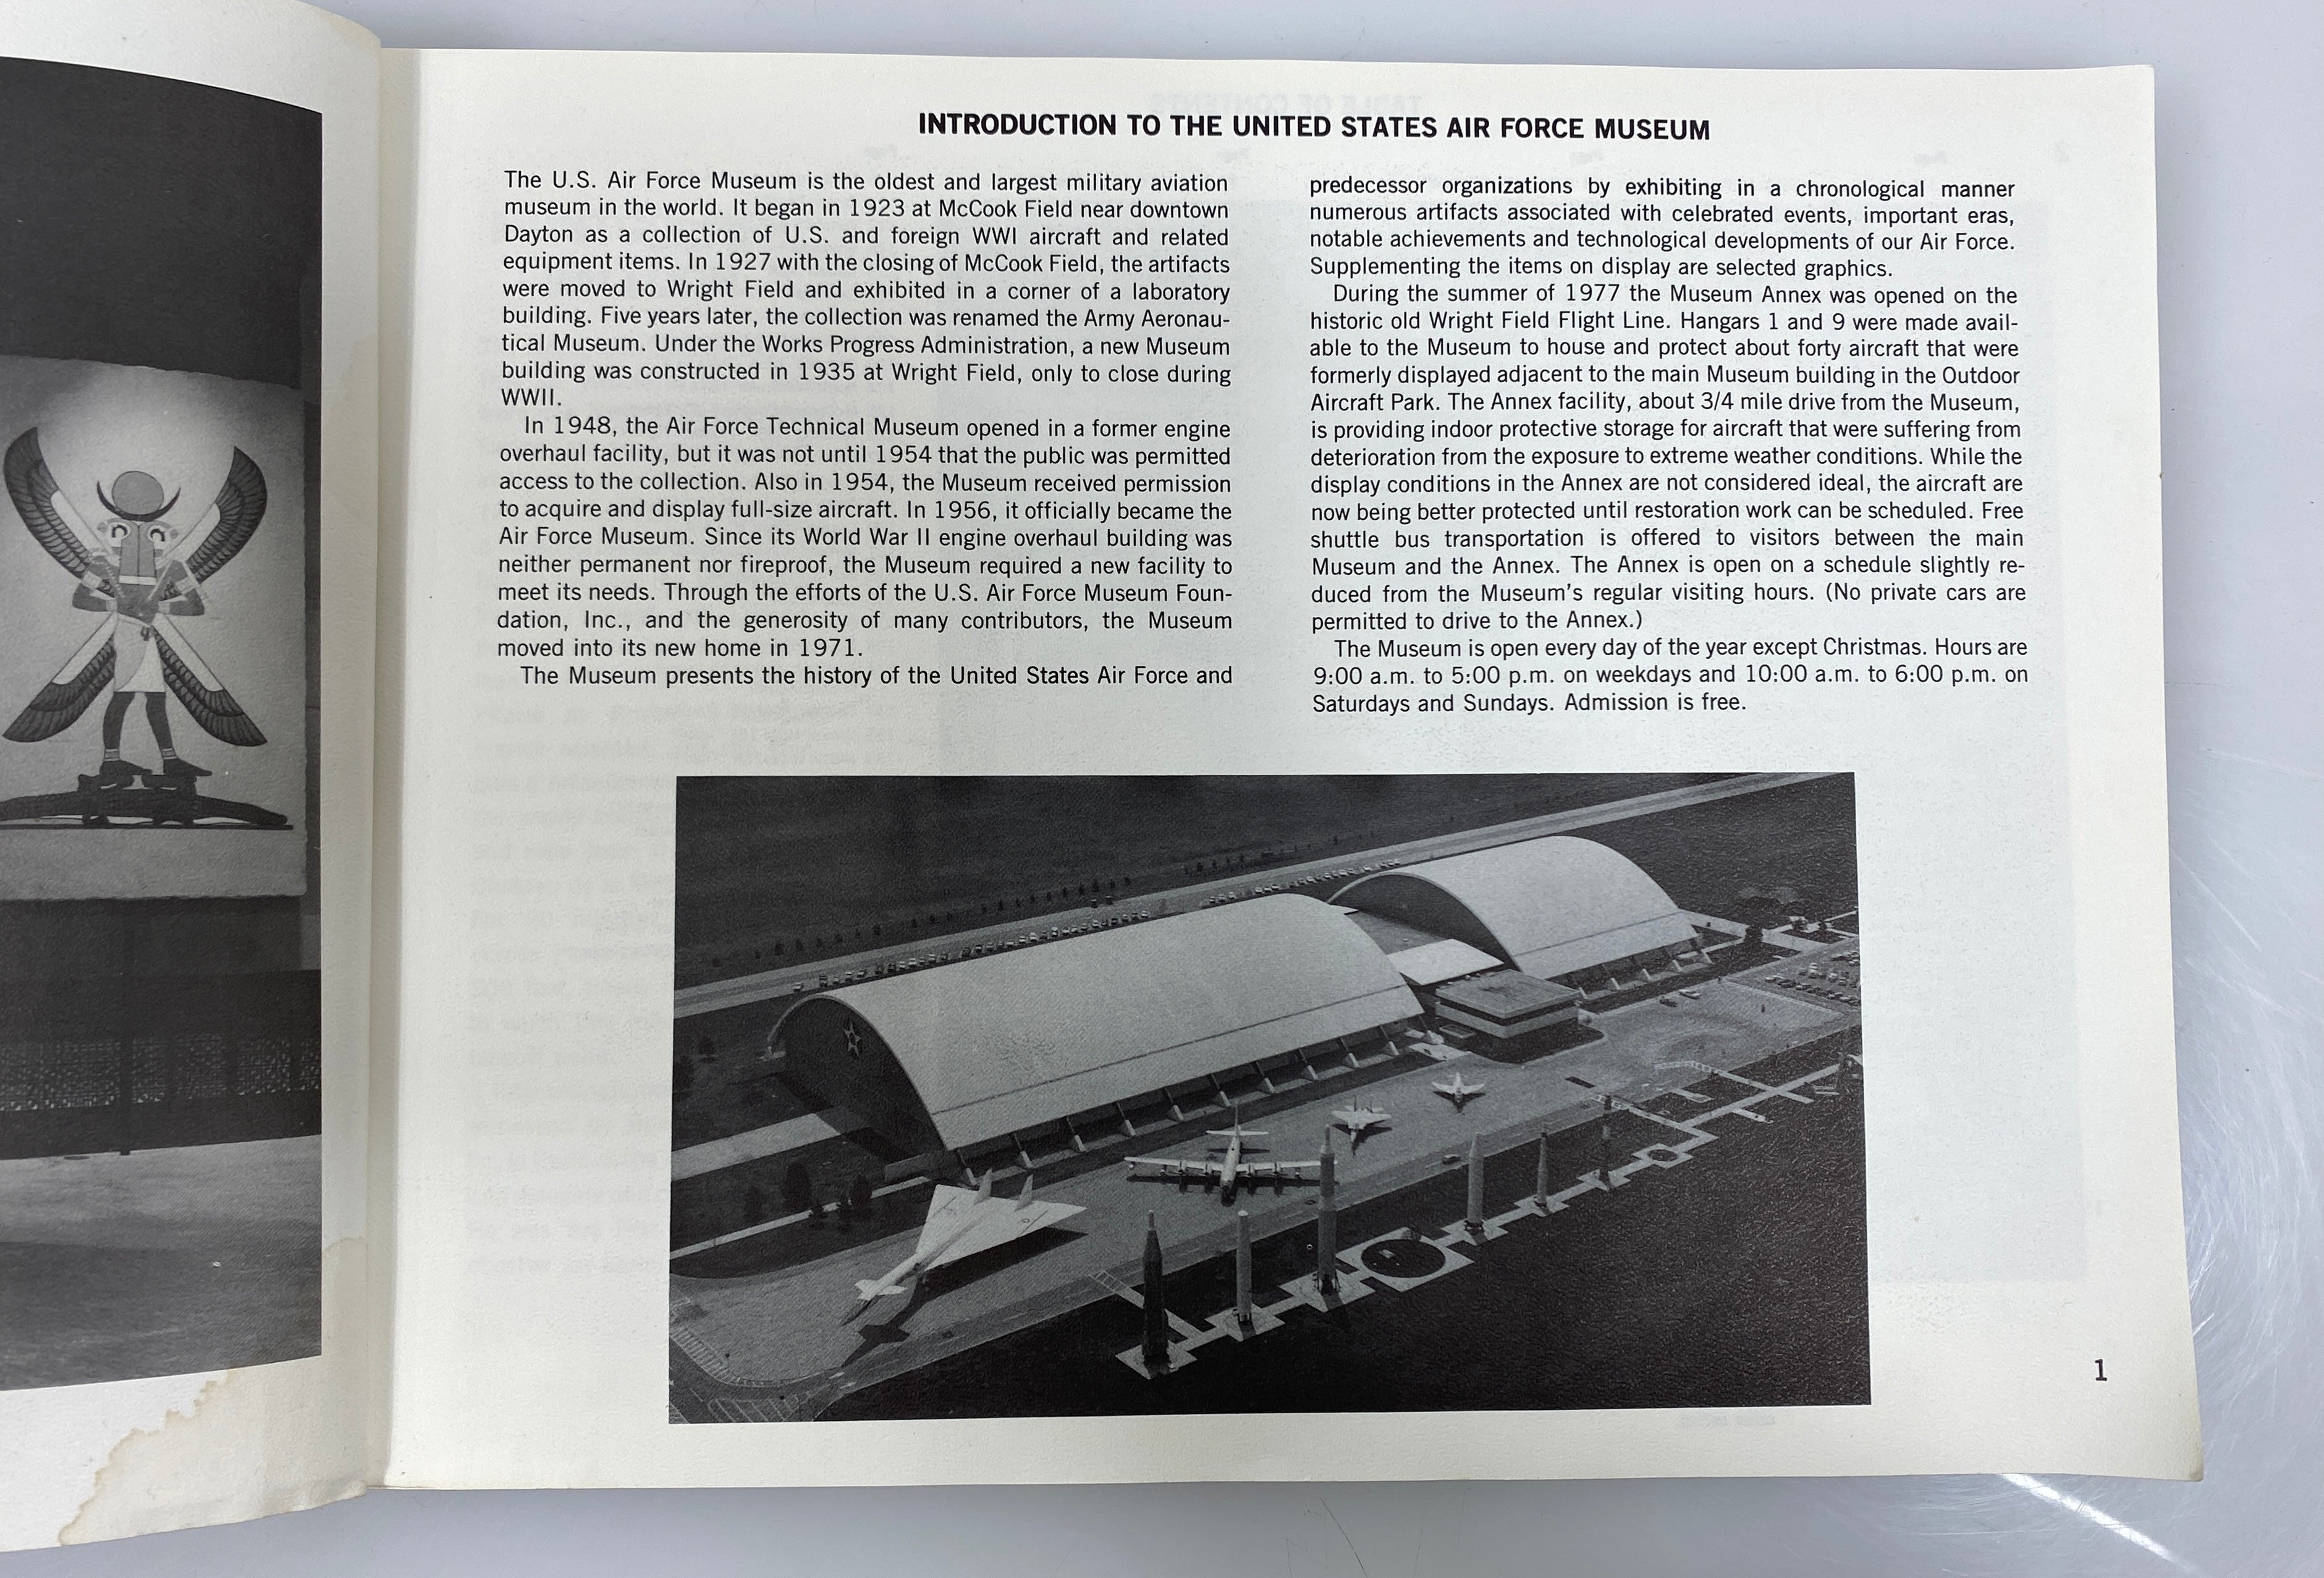 INTRODUCTION TO THE UNITED STATES AIR FORCE MUSEUM
The U.S. Air Force Museum is the oldest and largest military aviation
museum in the world. It began in 1923 at McCook Field near downtown
Dayton as a collection of U.S. and foreign WWI aircraft and related
equipment items. In 1927 with the closing of McCook Field, the artifacts
were moved to Wright Field and exhibited in a corner of a laboratory
building. Five years later, the collection was renamed the Army Aeronau-
tical Museum. Under the Works Progress Administration, a new Museum
building was constructed in 1935 at Wright Field, only to close during
WWII.
In 1948, the Air Force Technical Museum opened in a former engine
overhaul facility, but it was not until 1954 that the public was permitted
access to the collection. Also in 1954, the Museum received permission
to acquire and display full-size aircraft. In 1956, it officially became the
Air Force Museum. Since its World War II engine overhaul building was
neither permanent nor fireproof, the Museum required a new facility to
meet its needs. Through the efforts of the U.S. Air Force Museum Foun-
dation, Inc., and the generosity of many contributors, the Museum
moved into its new home in 1971.
The Museum presents the history of the United States Air Force and
predecessor organizations by exhibiting in a chronological manner
numerous artifacts associated with celebrated events, important eras,
notable achievements and technological developments of our Air Force.
Supplementing the items on display are selected graphics.
During the summer of 1977 the Museum Annex was opened on the
historic old Wright Field Flight Line. Hangars 1 and 9 were made avail-
able to the Museum to house and protect about forty aircraft that were
formerly displayed adjacent to the main Museum building in the Outdoor
Aircraft Park. The Annex facility, about 3/4 mile drive from the Museum,
is providing indoor protective storage for aircraft that were suffering from
deterioration from the exposure to extreme weather conditions. While the
display conditions in the Annex are not considered ideal, the aircraft are
now being better protected until restoration work can be scheduled. Free
shuttle bus transportation is offered to visitors between the main
Museum and the Annex. The Annex is open on a schedule slightly re-
duced from the Museum's regular visiting hours. (No private cars are
permitted to drive to the Annex.)
The Museum is open every day of the year except Christmas. Hours are
9:00 a.m. to 5:00 p.m. on weekdays and 10:00 a.m. to 6:00 p.m. on
Saturdays and Sundays. Admission is free.
1